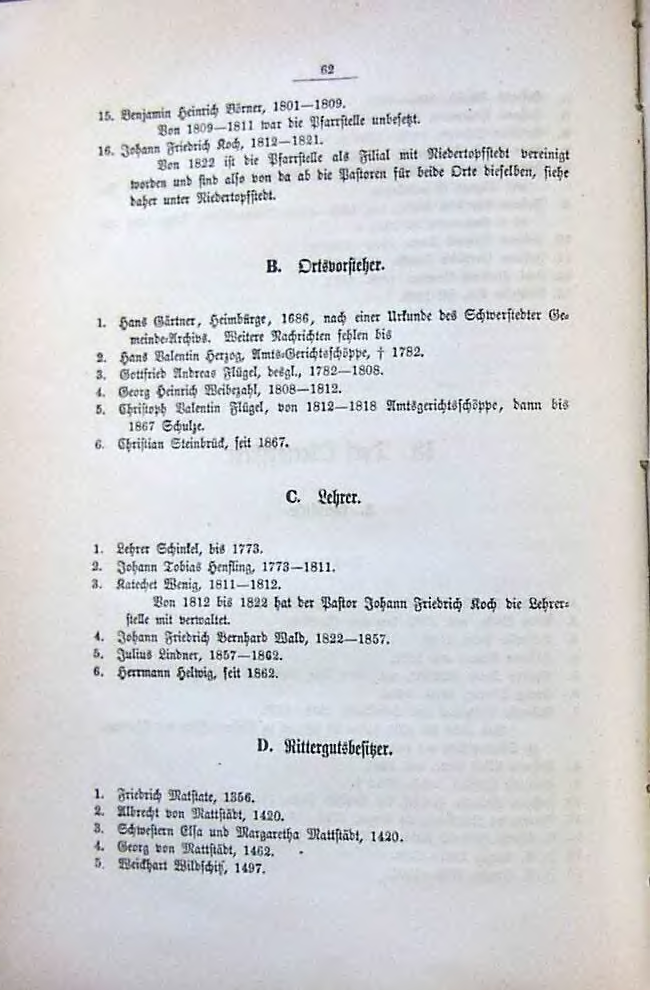 62
15. Benjamin Heinrich Börner, 1801—1809.
Von 1809—1811 war die Pfarrstelle unbesetzt.
16. Johann Friedrich Koch, 1812—1821.
Von 1822 ist die Pfarrstelle als Filial mit Niedertopfstedt vereinigt
worden und sind also von da ab die Pastoren für beide Orte dieselben, siehe
daher unter Niedertopfstedt.
B. Ortsvorsteher.
1. Hans Gärtner, Heimbürge, 1686, nach einer Urkunde des Schwerstedter Ge-
meinde-Archivs. Weitere Nachrichten fehlen bis
2. Hans Valentin Herzog, Amts-Gerichtsschöppe, † 1782.
3. Gottfried Andreas Flügel, desgl., 1782—1808.
4. Georg Heinrich Weibezahl, 1808—1812.
5. Christoph Valentin Flügel, von 1812—1818 Amtsgerichtsschöppe, dann bis
1867 Schulze.
6. Christian Steinbrück, seit 1867.
C. Lehrer.
1. Lehrer Schinkel, bis 1773.
2. Johann Tobias Henfling, 1773—1811.
3. Katechet Wenig, 1811—1812.
Von 1812 bis 1822 hat der Pastor Johann Friedrich Koch die Lehrer-
stelle mit verwaltet.
4. Johann Friedrich Bernhard Walb, 1822—1857.
5. Julius Lindner, 1857—1862.
6. Herrmann Helwig, seit 1862.
D. Rittergutsbesitzer.
1. Friedrich Matstate, 1356.
2. Albrecht von Mattstädt, 1420.
3. Schwestern Elsa und Margaretha Mattstädt, 1420.
4. Georg von Mattstädt, 1462.
5. Weickhart 1497.